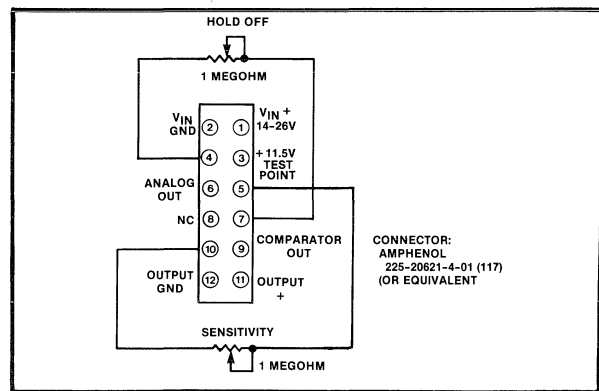 HOLD OFF
1 MEGOHM
VIN
GND
2
1
VIN +
14-26V
4
3
+ 11.5V
TEST
POINT
ANALOG
OUT
6
5
NC
8
7
10
9
COMPARATOR
OUT
OUTPUT
GND
12
11
OUTPUT
+
CONNECTOR:
AMPHENOL
225-20621-4-01 (117)
(OR EQUIVALENT
SENSITIVITY
1 MEGOHM